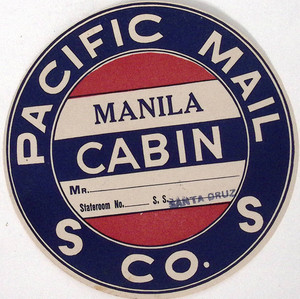 PACIFIC MAIL
S S
CO.
MANILA
CABIN
MR.
Stateroom No. S. S. SANTA CRUZ